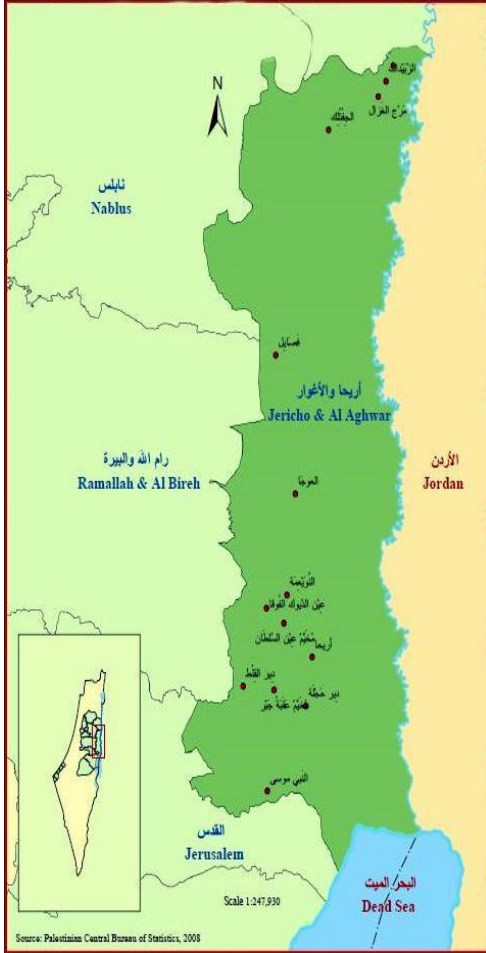 الزبيدات
مرج الغزال
الجفتلك
N
نابلس
Nablus
فصايل
أريحا والأغوار
Jericho & Al Aghwar
رام الله والبيرة
Ramallah & Al Bireh
الأردن
Jordan
العوجا
النويعمة
عين الديوك الفوقا
مخيم عين السلطان
أريحا
دير القلط
دير حجلة
مخيم عقبة جبر
النبي موسى
القدس
Jerusalem
البحر الميت
Dead Sea
Scale 1:247,930
Source: Palestinian Central Bureau of Statistics, 2008